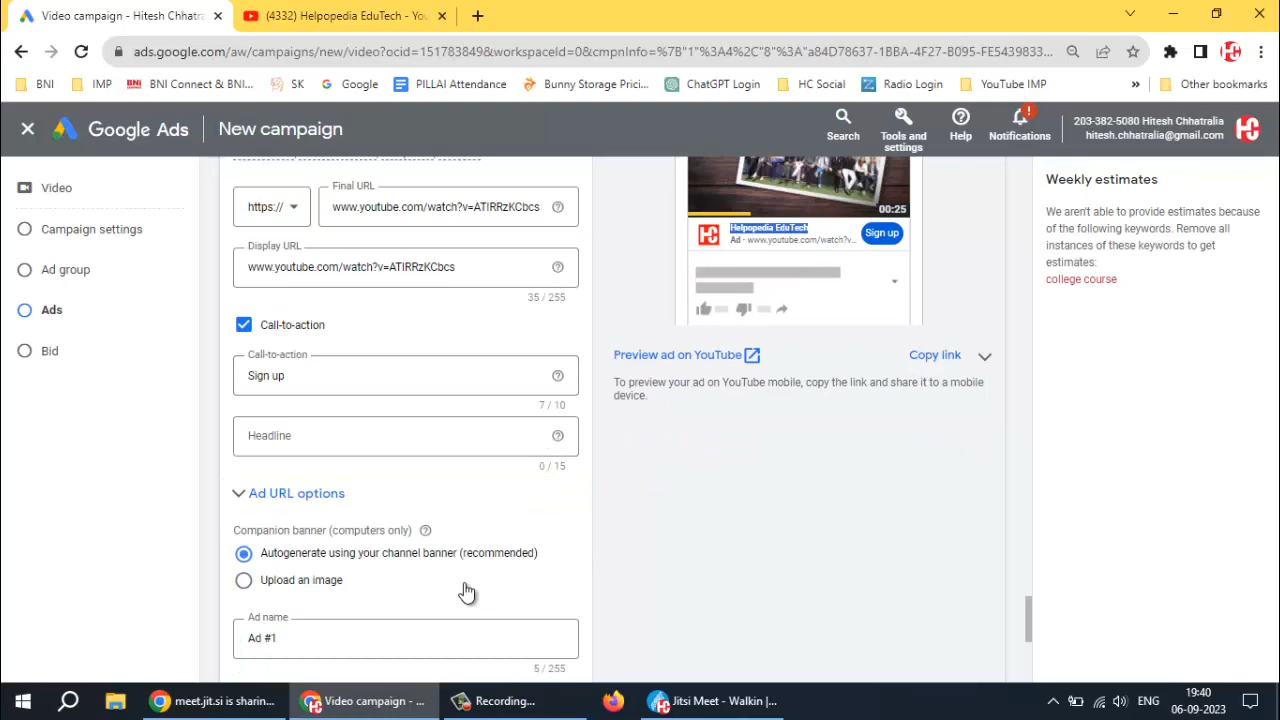 Video campaign - Hitesh Chhatra
(4332) Helpopedia EduTech - You
ads.google.com/aw/campaigns/new/video?ocid=151783849&workspaceId=0&cmpnInfo=%7B"1"%3A4%2C"8"%3A"a84D78637-1BBA-4F27-B095-FE5439833...
BNI
IMP
BNI Connect & BNI...
SK
Google
PILLAI Attendance
Bunny Storage Prici...
ChatGPT Login
HC Social
Radio Login
YouTube IMP
»
Other bookmarks
Google Ads
New campaign
Search
Tools and
settings
Help
Notifications
203-382-5080 Hitesh Chhatralia
hitesh.chhatralia@gmail.com
Video
Campaign settings
Ad group
Ads
Bid
https://
Final URL
www.youtube.com/watch?v=ATIRRzKCbcs
Display URL
www.youtube.com/watch?v=ATIRRzKCbcs
35 / 255
Call-to-action
Call-to-action
Sign up
7 / 10
Headline
0 / 15
Ad URL options
Companion banner (computers only)
Autogenerate using your channel banner (recommended)
Upload an image
Ad name
Ad #1
5 / 255
00:25
Helpopedia EduTech
Ad · www.youtube.com/watch?v...
Sign up
Preview ad on YouTube
Copy link
To preview your ad on YouTube mobile, copy the link and share it to a mobile
device.
Weekly estimates
We aren't able to provide estimates because
of the following keywords. Remove all
instances of these keywords to get
estimates:
college course
meet.jit.si is sharin...
Video campaign - ...
Recording...
Jitsi Meet - Walkin |...
ENG
19:40
06-09-2023